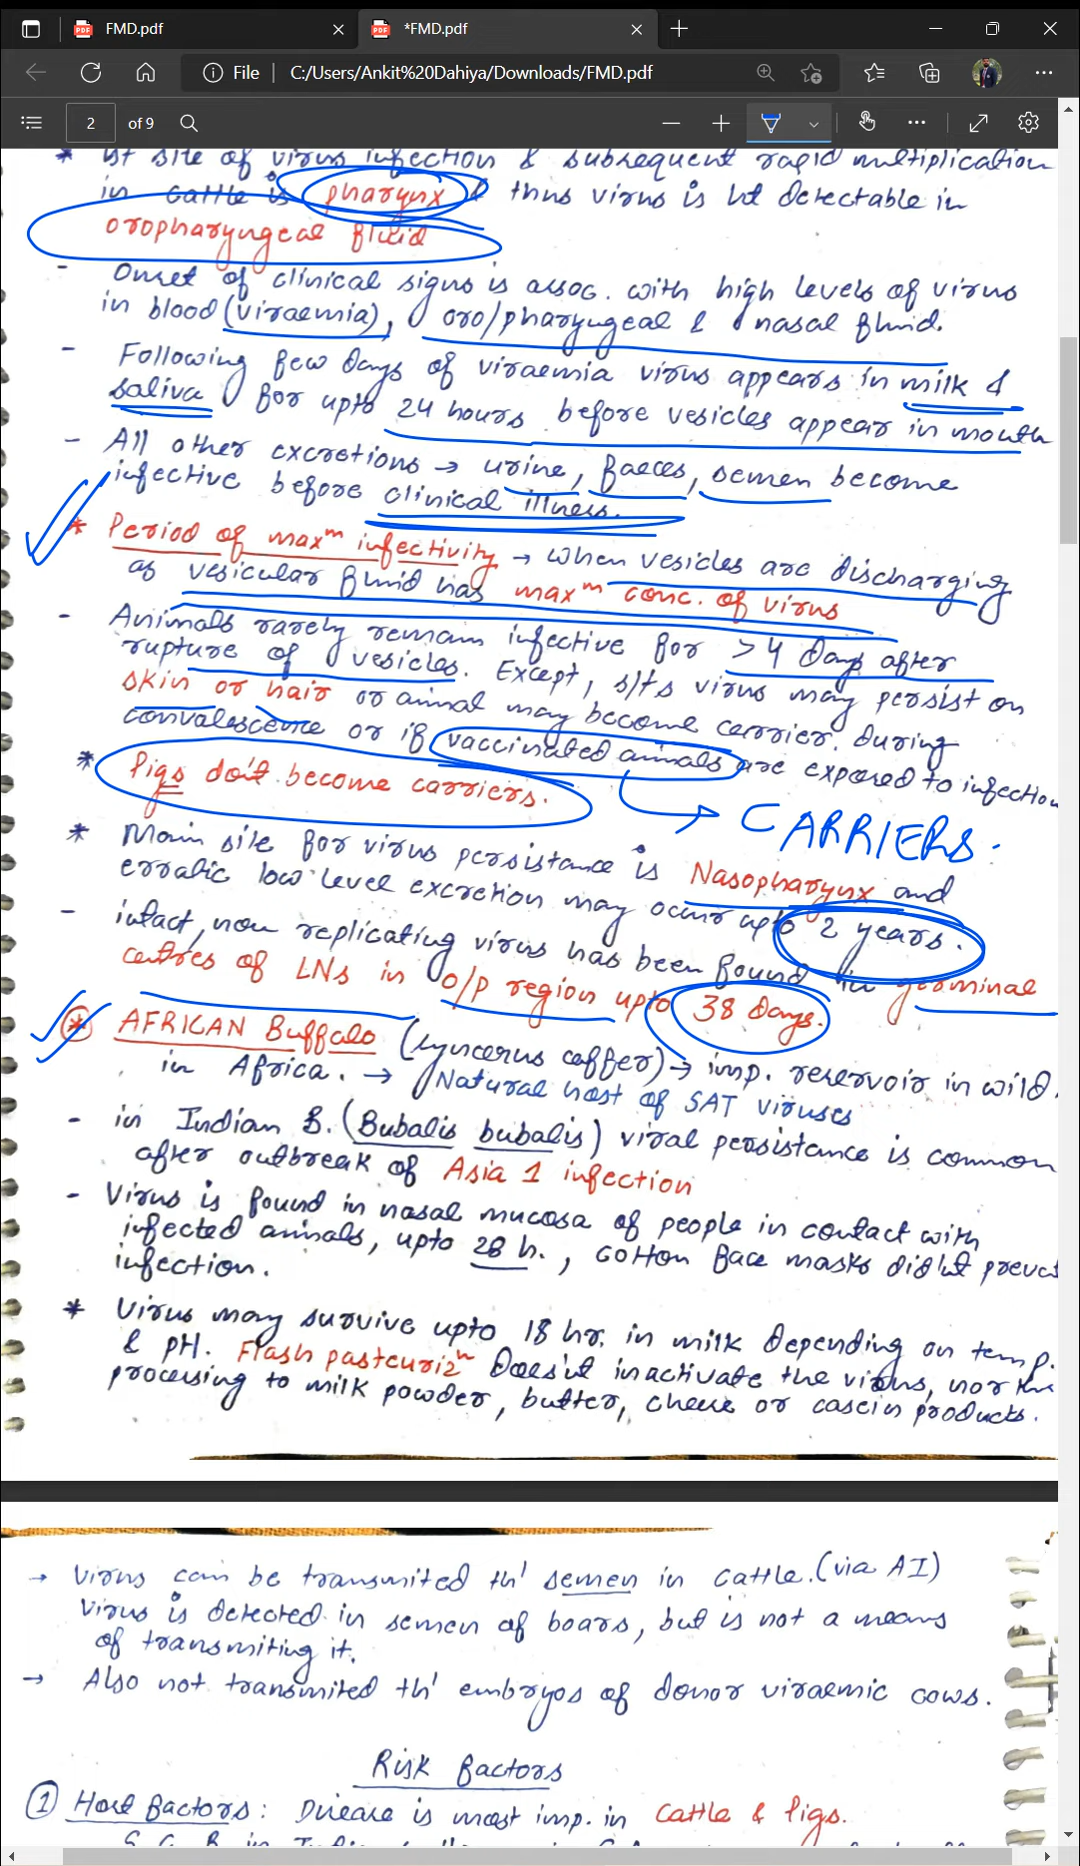 FMD.pdf
*FMD.pdf
File
C:/Users/Ankit%20Dahiya/Downloads/FMD.pdf
2 of 9
* Ist site of virus infection & subsequent rapid multiplication
in cattle is pharynx & thus virus is 1st detectable in
oropharyngeal fluid
- Onset of clinical signs is assoc. with high levels of virus
in blood (viraemia), oro/pharyngeal & nasal fluid.
- Following few days of viraemia virus appears in milk &
saliva for upto 24 hours before vesicles appear in mouth
- All other excretions → urine, faeces, semen become
infective before clinical illness.
* Period of maxᵐ infectivity → when vesicles are discharging
as vesicular fluid has maxᵐ conc. of virus
- Animals rarely remain infective for >4 days after
rupture of vesicles. Except, s/ts virus may persist on
skin or hair or aimal may become carrier during
convalescence or if vaccinated animals are exposed to infection
* Pigs don't become carriers.
→ CARRIERS.
* Main site for virus persistance is Nasopharynx and
erratic low level excretion may occur upto 2 years.
- intact, non replicating virus has been found in germinal
centres of LNs in o/p region upto 38 days.
* AFRICAN Buffalo (syncerus caffer) → imp. reservoir in wild
in Africa. → Natural host of SAT viruses
- in Indian B. (Bubalis bubalis) viral persistance is common
after outbreak of Asia 1 infection
- Virus is found in nasal mucosa of people in contact with
infected animals, upto 28 h., cotton face masks did't prevent
infection.
* Virus may survive upto 18 hr. in milk depending on temp.
& pH. Flash pasteurizⁿ Does't inactivate the virus, nor the
processing to milk powder, butter, cheese or casein products.
→ Virus can be transmited th' semen in cattle. (via AI)
Virus is detected in semen of boars, but is not a means
of transmiting it.
→ Also not transmited th' embryos of donor viraemic cows.
Risk factors
① Host factors: Disease is most imp. in Cattle & Pigs.